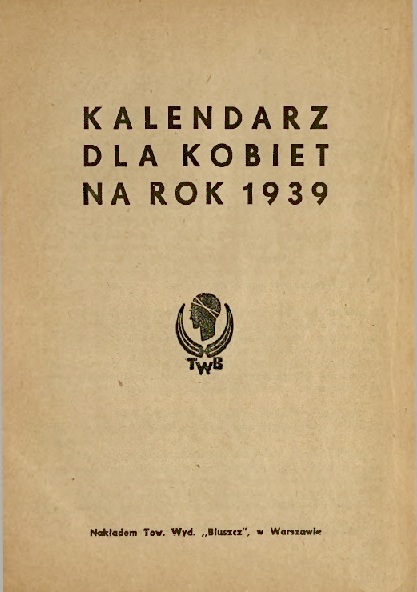 KALENDARZ
DLA KOBIET
NA ROK 1939
TWB
Nakładem Tow. Wyd. „Bluszcz", w Warszawie